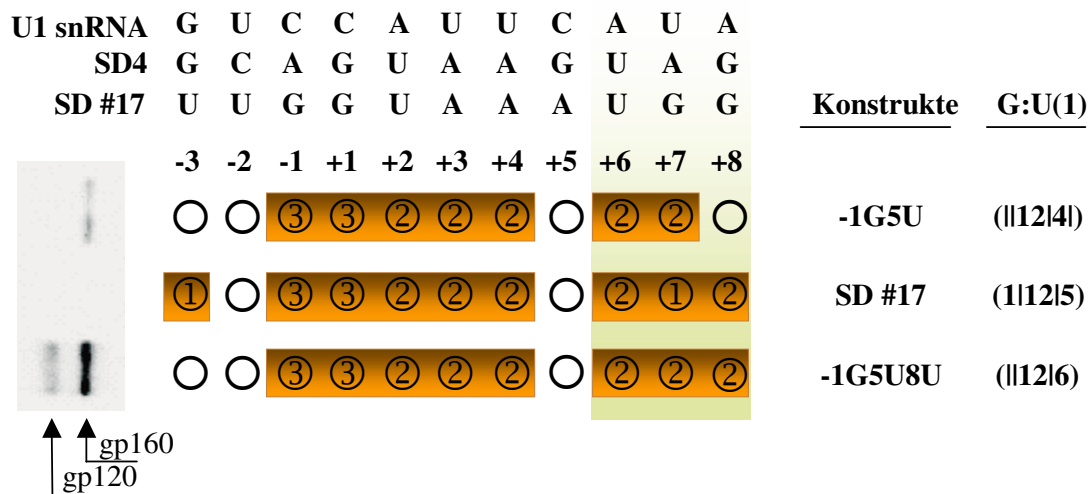 U1 snRNA G U C C A U U C A U A
SD4 G C A G U A A G U A G
SD #17 U U G G U A A A U G G
Konstrukte G:U(1)
-3 -2 -1 +1 +2 +3 +4 +5 +6 +7 +8
③ ③ ② ② ② ② ② -1G5U (||12|4|)
① ③ ③ ② ② ② ② ① ② SD #17 (1|12|5)
③ ③ ② ② ② ② ② ② -1G5U8U (||12|6)
gp160
gp120